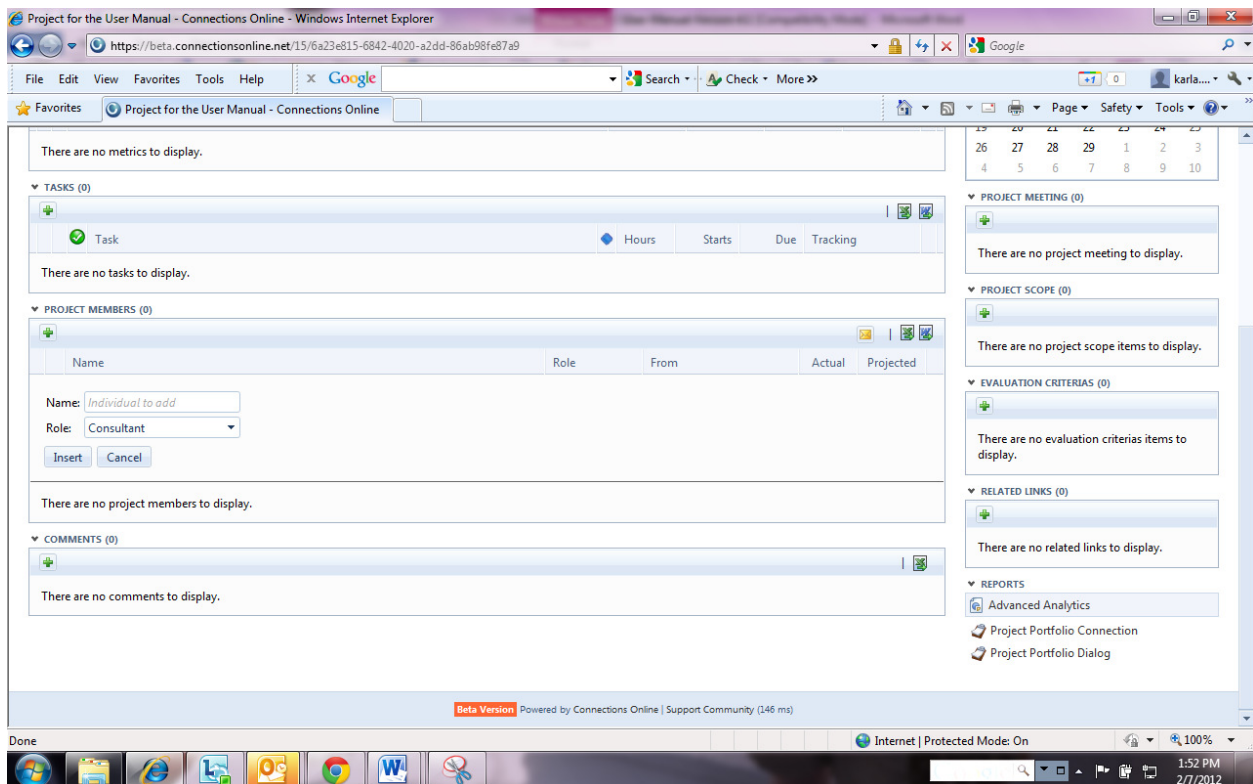 Project for the User Manual - Connections Online - Windows Internet Explorer
https://beta.connectionsonline.net/15/6a23e815-6842-4020-a2dd-86ab98fe87a9
Google
File Edit View Favorites Tools Help
x Google Search Check More >> +1 0 karla....
Favorites Project for the User Manual - Connections Online
Page Safety Tools
There are no metrics to display.
TASKS (0)
Task Hours Starts Due Tracking
There are no tasks to display.
PROJECT MEMBERS (0)
Name Role From Actual Projected
Name: Individual to add
Role: Consultant
Insert Cancel
There are no project members to display.
COMMENTS (0)
There are no comments to display.
19 20 21 22 23 24 25
26 27 28 29 1 2 3
4 5 6 7 8 9 10
PROJECT MEETING (0)
There are no project meeting to display.
PROJECT SCOPE (0)
There are no project scope items to display.
EVALUATION CRITERIAS (0)
There are no evaluation criterias items to
display.
RELATED LINKS (0)
There are no related links to display.
REPORTS
Advanced Analytics
Project Portfolio Connection
Project Portfolio Dialog
Beta Version Powered by Connections Online | Support Community (146 ms)
Done Internet | Protected Mode: On 100%
1:52 PM
2/7/2012